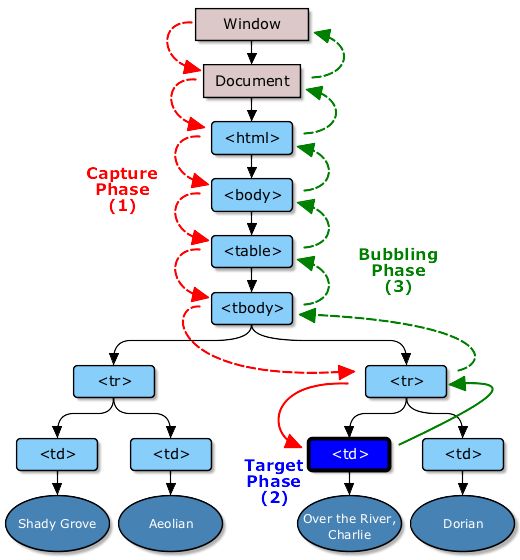 Window
Document
<html>
Capture
Phase
(1)
<body>
<table>
Bubbling
Phase
(3)
<tbody>
<tr>
<tr>
<td>
<td>
Target
Phase
(2)
<td>
<td>
Shady Grove
Aeolian
Over the River,
Charlie
Dorian